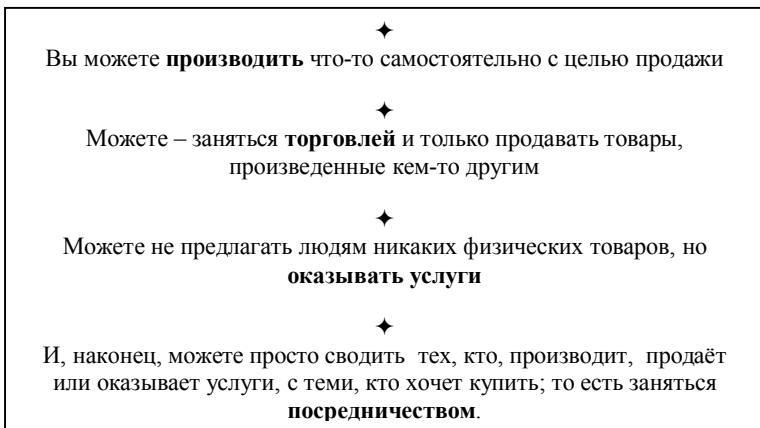 ✦
Вы можете производить что-то самостоятельно с целью продажи
✦
Можете – заняться торговлей и только продавать товары,
произведенные кем-то другим
✦
Можете не предлагать людям никаких физических товаров, но
оказывать услуги
✦
И, наконец, можете просто сводить  тех, кто, производит,  продаёт
или оказывает услуги, с теми, кто хочет купить; то есть заняться
посредничеством.